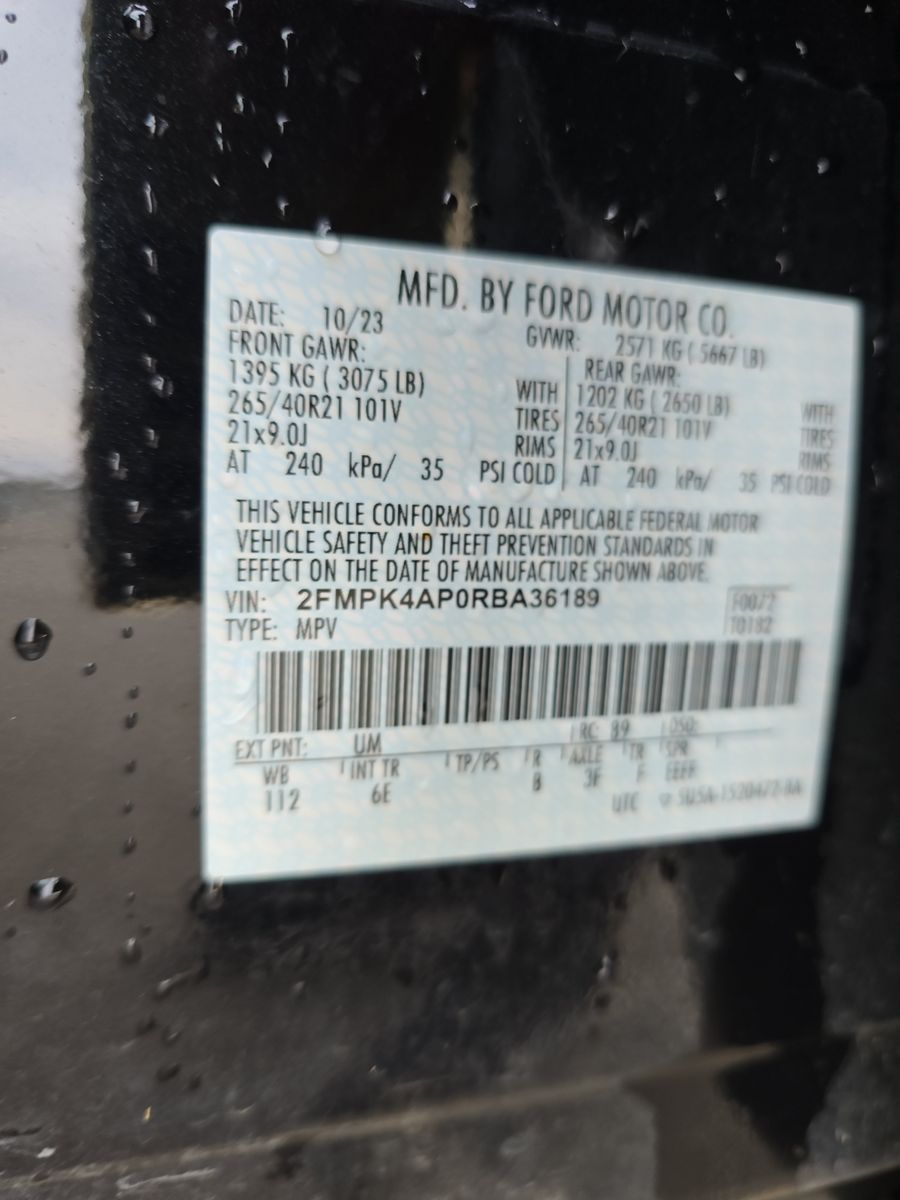 MFD. BY FORD MOTOR CO.
DATE: 10/23 GVWR: 2571 KG ( 5667 LB)
FRONT GAWR: REAR GAWR:
1395 KG ( 3075 LB) WITH 1202 KG ( 2650 LB) WITH
265/40R21 101V TIRES 265/40R21 101V TIRES
21x9.0J RIMS 21x9.0J RIMS
AT 240 kPa/ 35 PSI COLD AT 240 kPa/ 35 PSI COLD
THIS VEHICLE CONFORMS TO ALL APPLICABLE FEDERAL MOTOR
VEHICLE SAFETY AND THEFT PREVENTION STANDARDS IN
EFFECT ON THE DATE OF MANUFACTURE SHOWN ABOVE.
VIN: 2FMPK4AP0RBA36189 F0072
TYPE: MPV T0182
EXT PNT: UM RC: 89 DSO:
WB INT TR TP/PS R AXLE TR SPR
112 6E B 3F F EEFF
UTC